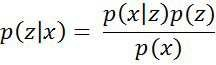 p(z|x) = p(x|z)p(z) / p(x)